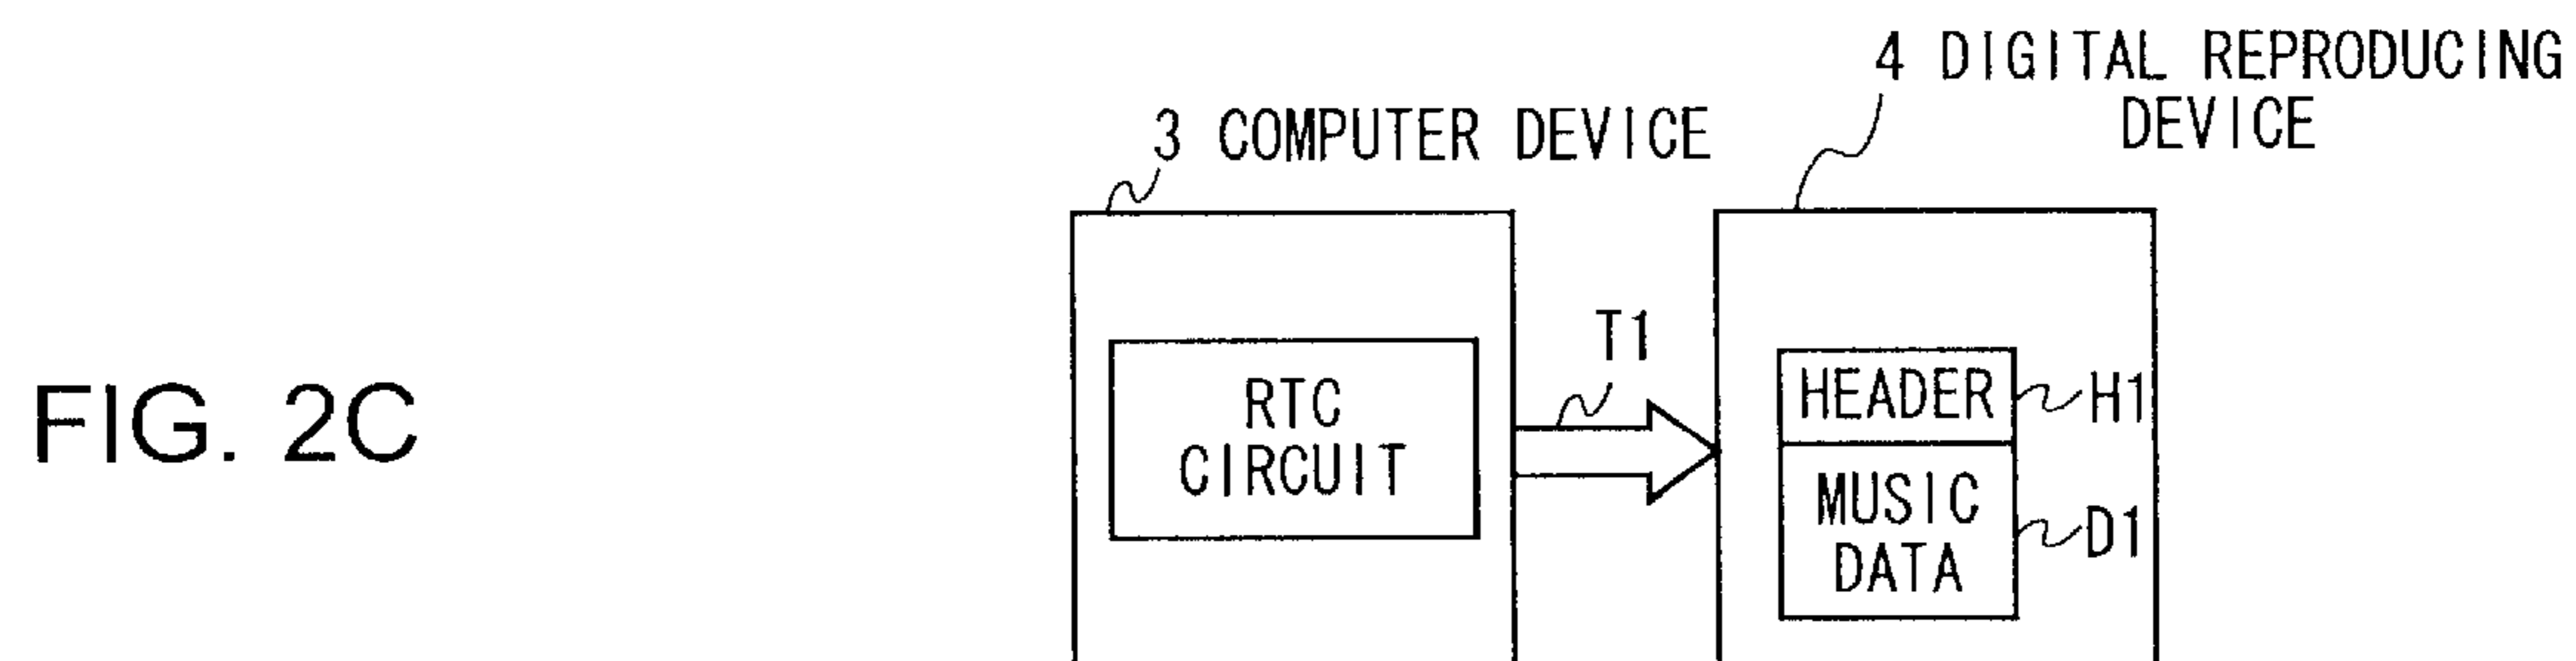 4 DIGITAL REPRODUCING
DEVICE
3 COMPUTER DEVICE
T1
HEADER
H1
RTC
CIRCUIT
FIG. 2C
MUSIC
DATA
D1